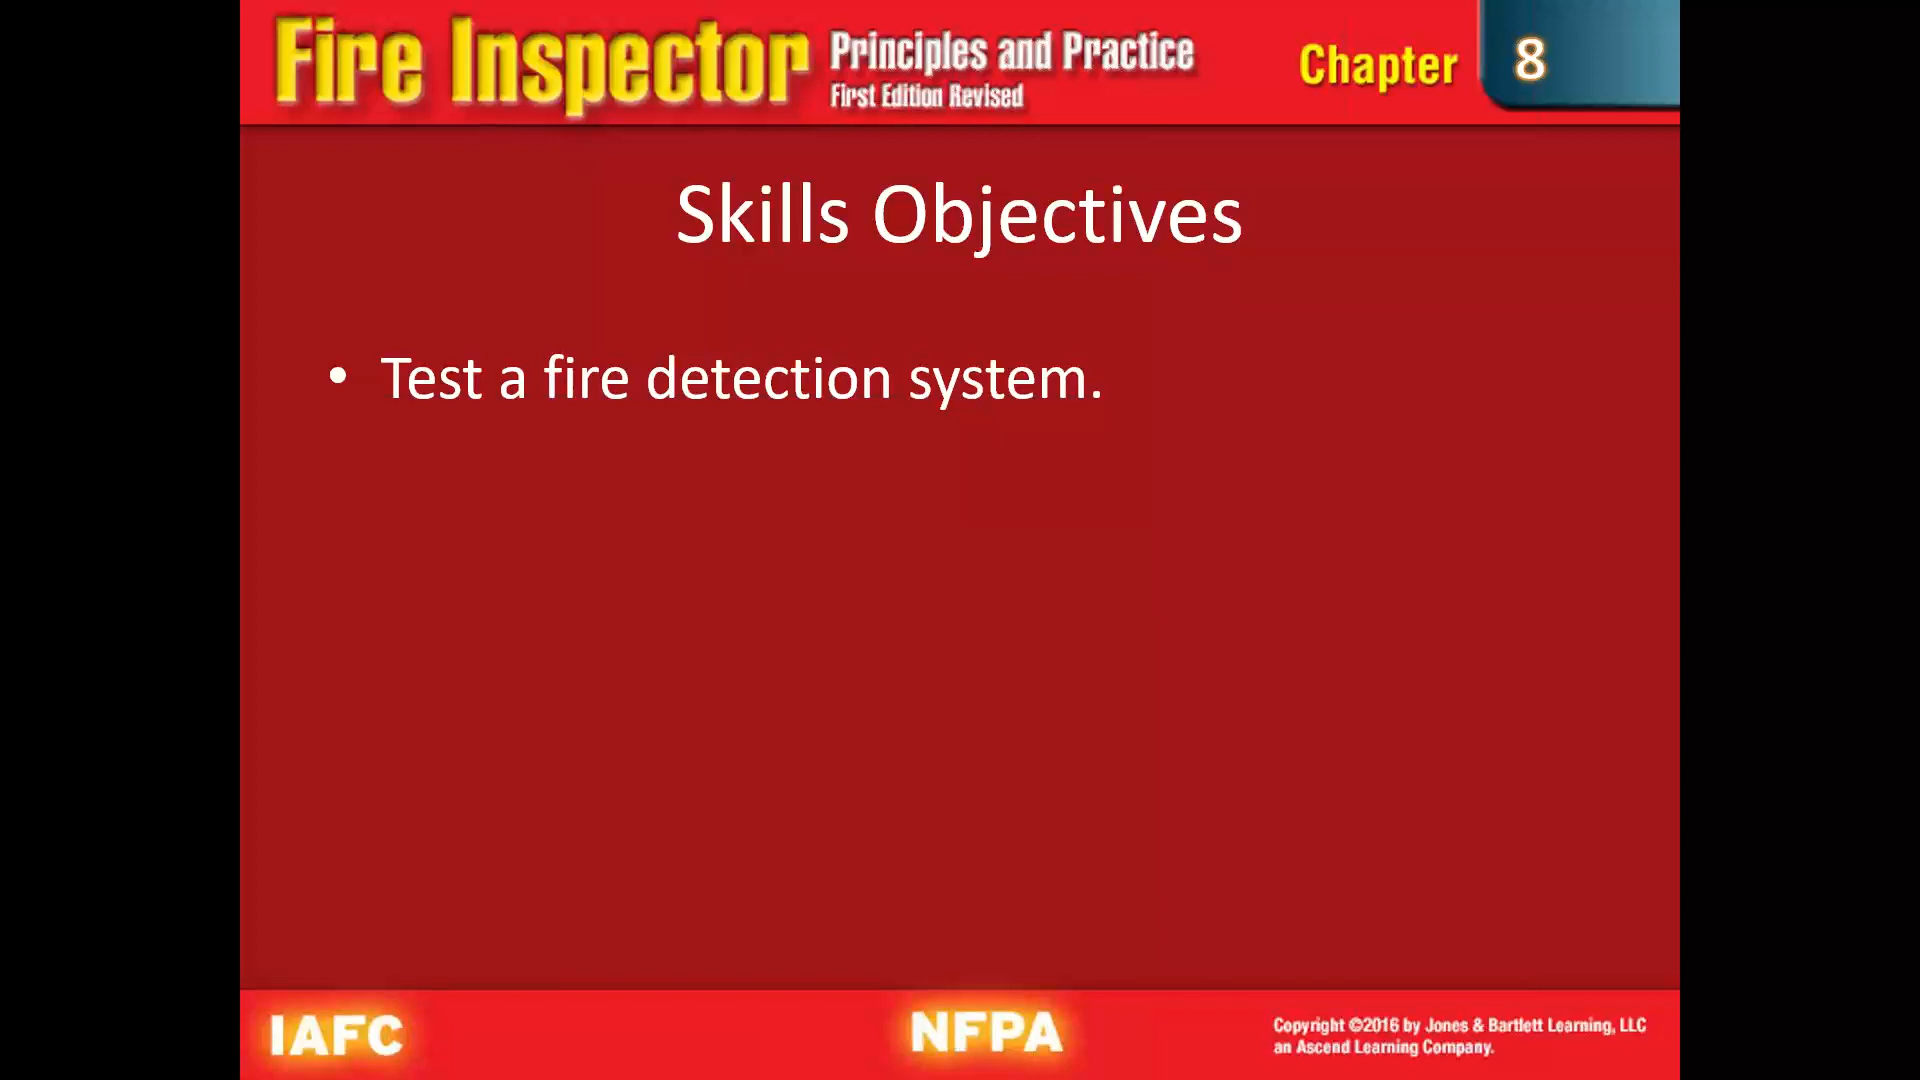 Fire Inspector Principles and Practice
First Edition Revised
Chapter 8
Skills Objectives
• Test a fire detection system.
IAFC
NFPA
Copyright ©2016 by Jones & Bartlett Learning, LLC
an Ascend Learning Company.